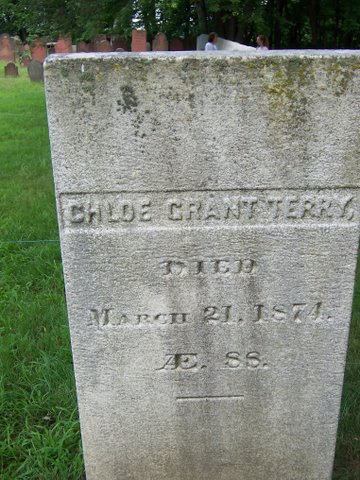 CHLOE GRANT TERRY,
DIED
MARCH 21, 1874.
Æ. 88.